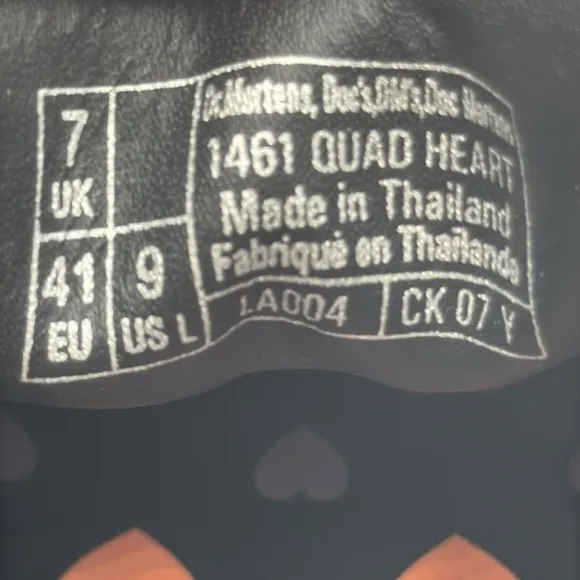 7
UK
41
EU
9
US L
Dr.Martens, Doc's, DM's, Doc Martens
1461 QUAD HEART
Made in Thailand
Fabriqué en Thaïlande
LA004
CK 07 Y